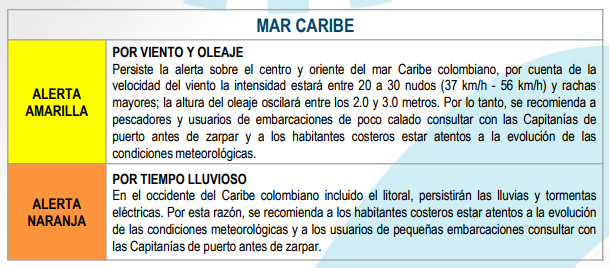 MAR CARIBE
ALERTA
AMARILLA
POR VIENTO Y OLEAJE
Persiste la alerta sobre el centro y oriente del mar Caribe colombiano, por cuenta de la
velocidad del viento la intensidad estará entre 20 a 30 nudos (37 km/h - 56 km/h) y rachas
mayores; la altura del oleaje oscilará entre los 2.0 y 3.0 metros. Por lo tanto, se recomienda a
pescadores y usuarios de embarcaciones de poco calado consultar con las Capitanías de
puerto antes de zarpar y a los habitantes costeros estar atentos a la evolución de las
condiciones meteorológicas.
ALERTA
NARANJA
POR TIEMPO LLUVIOSO
En el occidente del Caribe colombiano incluido el litoral, persistirán las lluvias y tormentas
eléctricas. Por esta razón, se recomienda a los habitantes costeros estar atentos a la evolución
de las condiciones meteorológicas y a los usuarios de pequeñas embarcaciones consultar con
las Capitanías de puerto antes de zarpar.